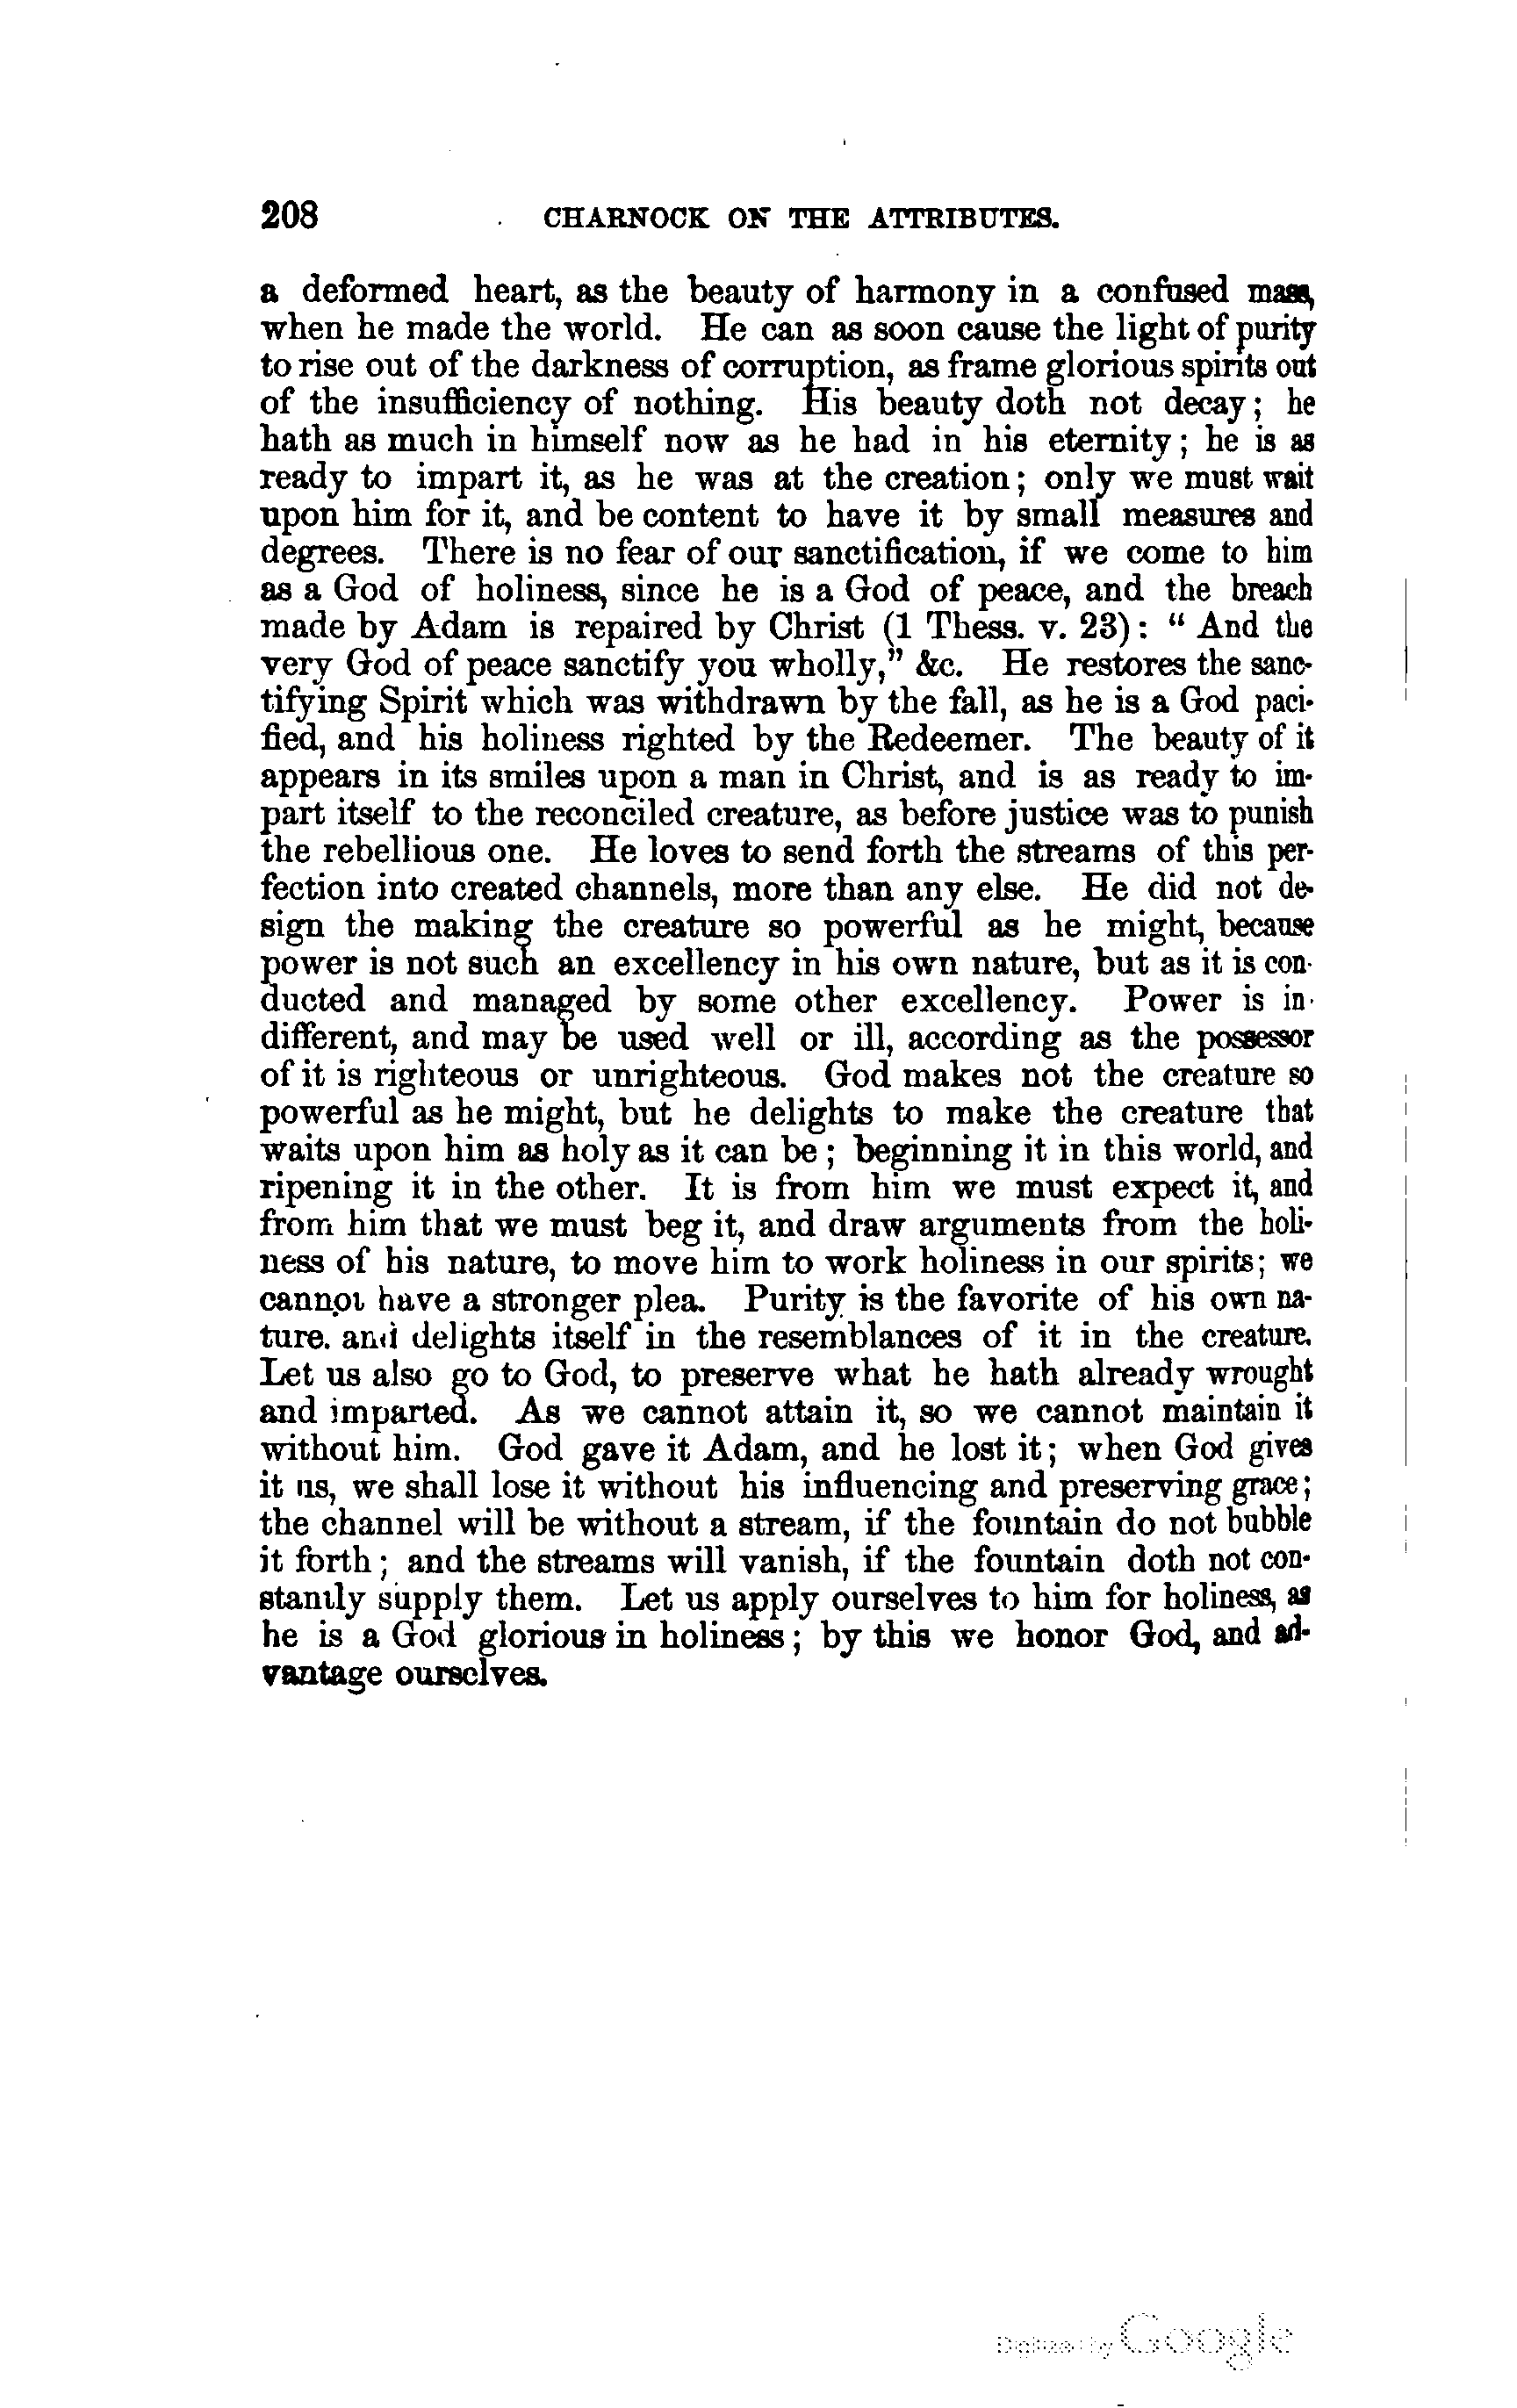 208 CHARNOCK ON THE ATTRIBUTES.
a deformed heart, as the beauty of harmony in a confused mass,
when he made the world. He can as soon cause the light of purity
to rise out of the darkness of corruption, as frame glorious spirits out
of the insufficiency of nothing. His beauty doth not decay; he
hath as much in himself now as he had in his eternity; he is as
ready to impart it, as he was at the creation; only we must wait
upon him for it, and be content to have it by small measures and
degrees. There is no fear of our sanctification, if we come to him
as a God of holiness, since he is a God of peace, and the breach
made by Adam is repaired by Christ (1 Thess. v. 23): “ And the
very God of peace sanctify you wholly,” &c. He restores the sanc-
tifying Spirit which was withdrawn by the fall, as he is a God paci-
fied, and his holiness righted by the Redeemer. The beauty of it
appears in its smiles upon a man in Christ, and is as ready to im-
part itself to the reconciled creature, as before justice was to punish
the rebellious one. He loves to send forth the streams of this per-
fection into created channels, more than any else. He did not de-
sign the making the creature so powerful as he might, because
power is not such an excellency in his own nature, but as it is con-
ducted and managed by some other excellency. Power is in-
different, and may be used well or ill, according as the possessor
of it is righteous or unrighteous. God makes not the creature so
powerful as he might, but he delights to make the creature that
waits upon him as holy as it can be; beginning it in this world, and
ripening it in the other. It is from him we must expect it, and
from him that we must beg it, and draw arguments from the holi-
ness of his nature, to move him to work holiness in our spirits; we
cannot have a stronger plea. Purity is the favorite of his own na-
ture. and delights itself in the resemblances of it in the creature.
Let us also go to God, to preserve what he hath already wrought
and imparted. As we cannot attain it, so we cannot maintain it
without him. God gave it Adam, and he lost it; when God gives
it us, we shall lose it without his influencing and preserving grace;
the channel will be without a stream, if the fountain do not bubble
it forth; and the streams will vanish, if the fountain doth not con-
stantly supply them. Let us apply ourselves to him for holiness, as
he is a God glorious in holiness; by this we honor God, and ad-
vantage ourselves.
Digitized by Google